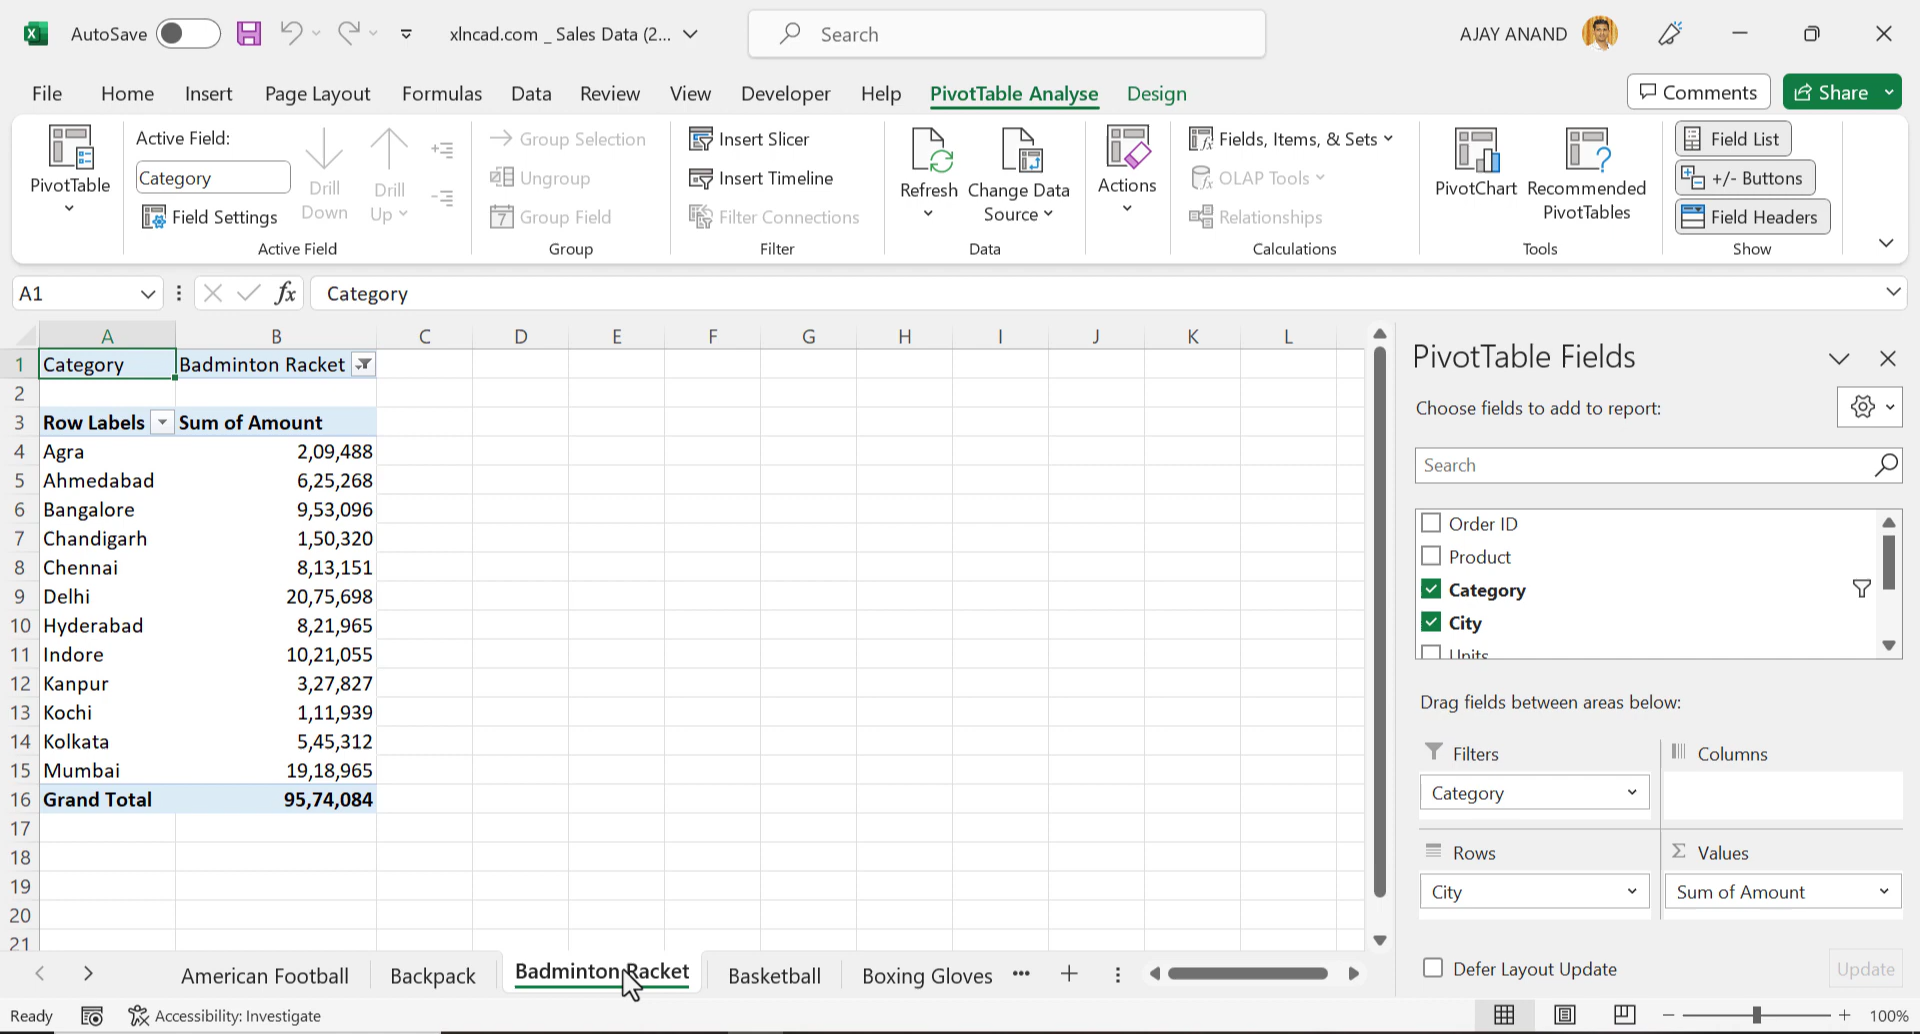 AutoSave
xlncad.com _ Sales Data (2...
Search
AJAY ANAND
File Home Insert Page Layout Formulas Data Review View Developer Help PivotTable Analyse Design
Comments
Share
PivotTable
Active Field:
Category
Field Settings
Drill
Down
Drill
Up
Active Field
Group Selection
Ungroup
Group Field
Group
Insert Slicer
Insert Timeline
Filter Connections
Filter
Refresh
Change Data
Source
Data
Actions
Fields, Items, & Sets
OLAP Tools
Relationships
Calculations
PivotChart
Recommended
PivotTables
Tools
Field List
+/- Buttons
Field Headers
Show
A1
fx
Category
A B C D E F G H I J K L
1 Category Badminton Racket
2
3 Row Labels Sum of Amount
4 Agra 2,09,488
5 Ahmedabad 6,25,268
6 Bangalore 9,53,096
7 Chandigarh 1,50,320
8 Chennai 8,13,151
9 Delhi 20,75,698
10 Hyderabad 8,21,965
11 Indore 10,21,055
12 Kanpur 3,27,827
13 Kochi 1,11,939
14 Kolkata 5,45,312
15 Mumbai 19,18,965
16 Grand Total 95,74,084
17
18
19
20
21
PivotTable Fields
Choose fields to add to report:
Search
Order ID
Product
Category
City
Units
Drag fields between areas below:
Filters
Category
Columns
Rows
City
Σ Values
Sum of Amount
Defer Layout Update
Update
American Football Backpack Badminton Racket Basketball Boxing Gloves ...
Ready
Accessibility: Investigate
100%